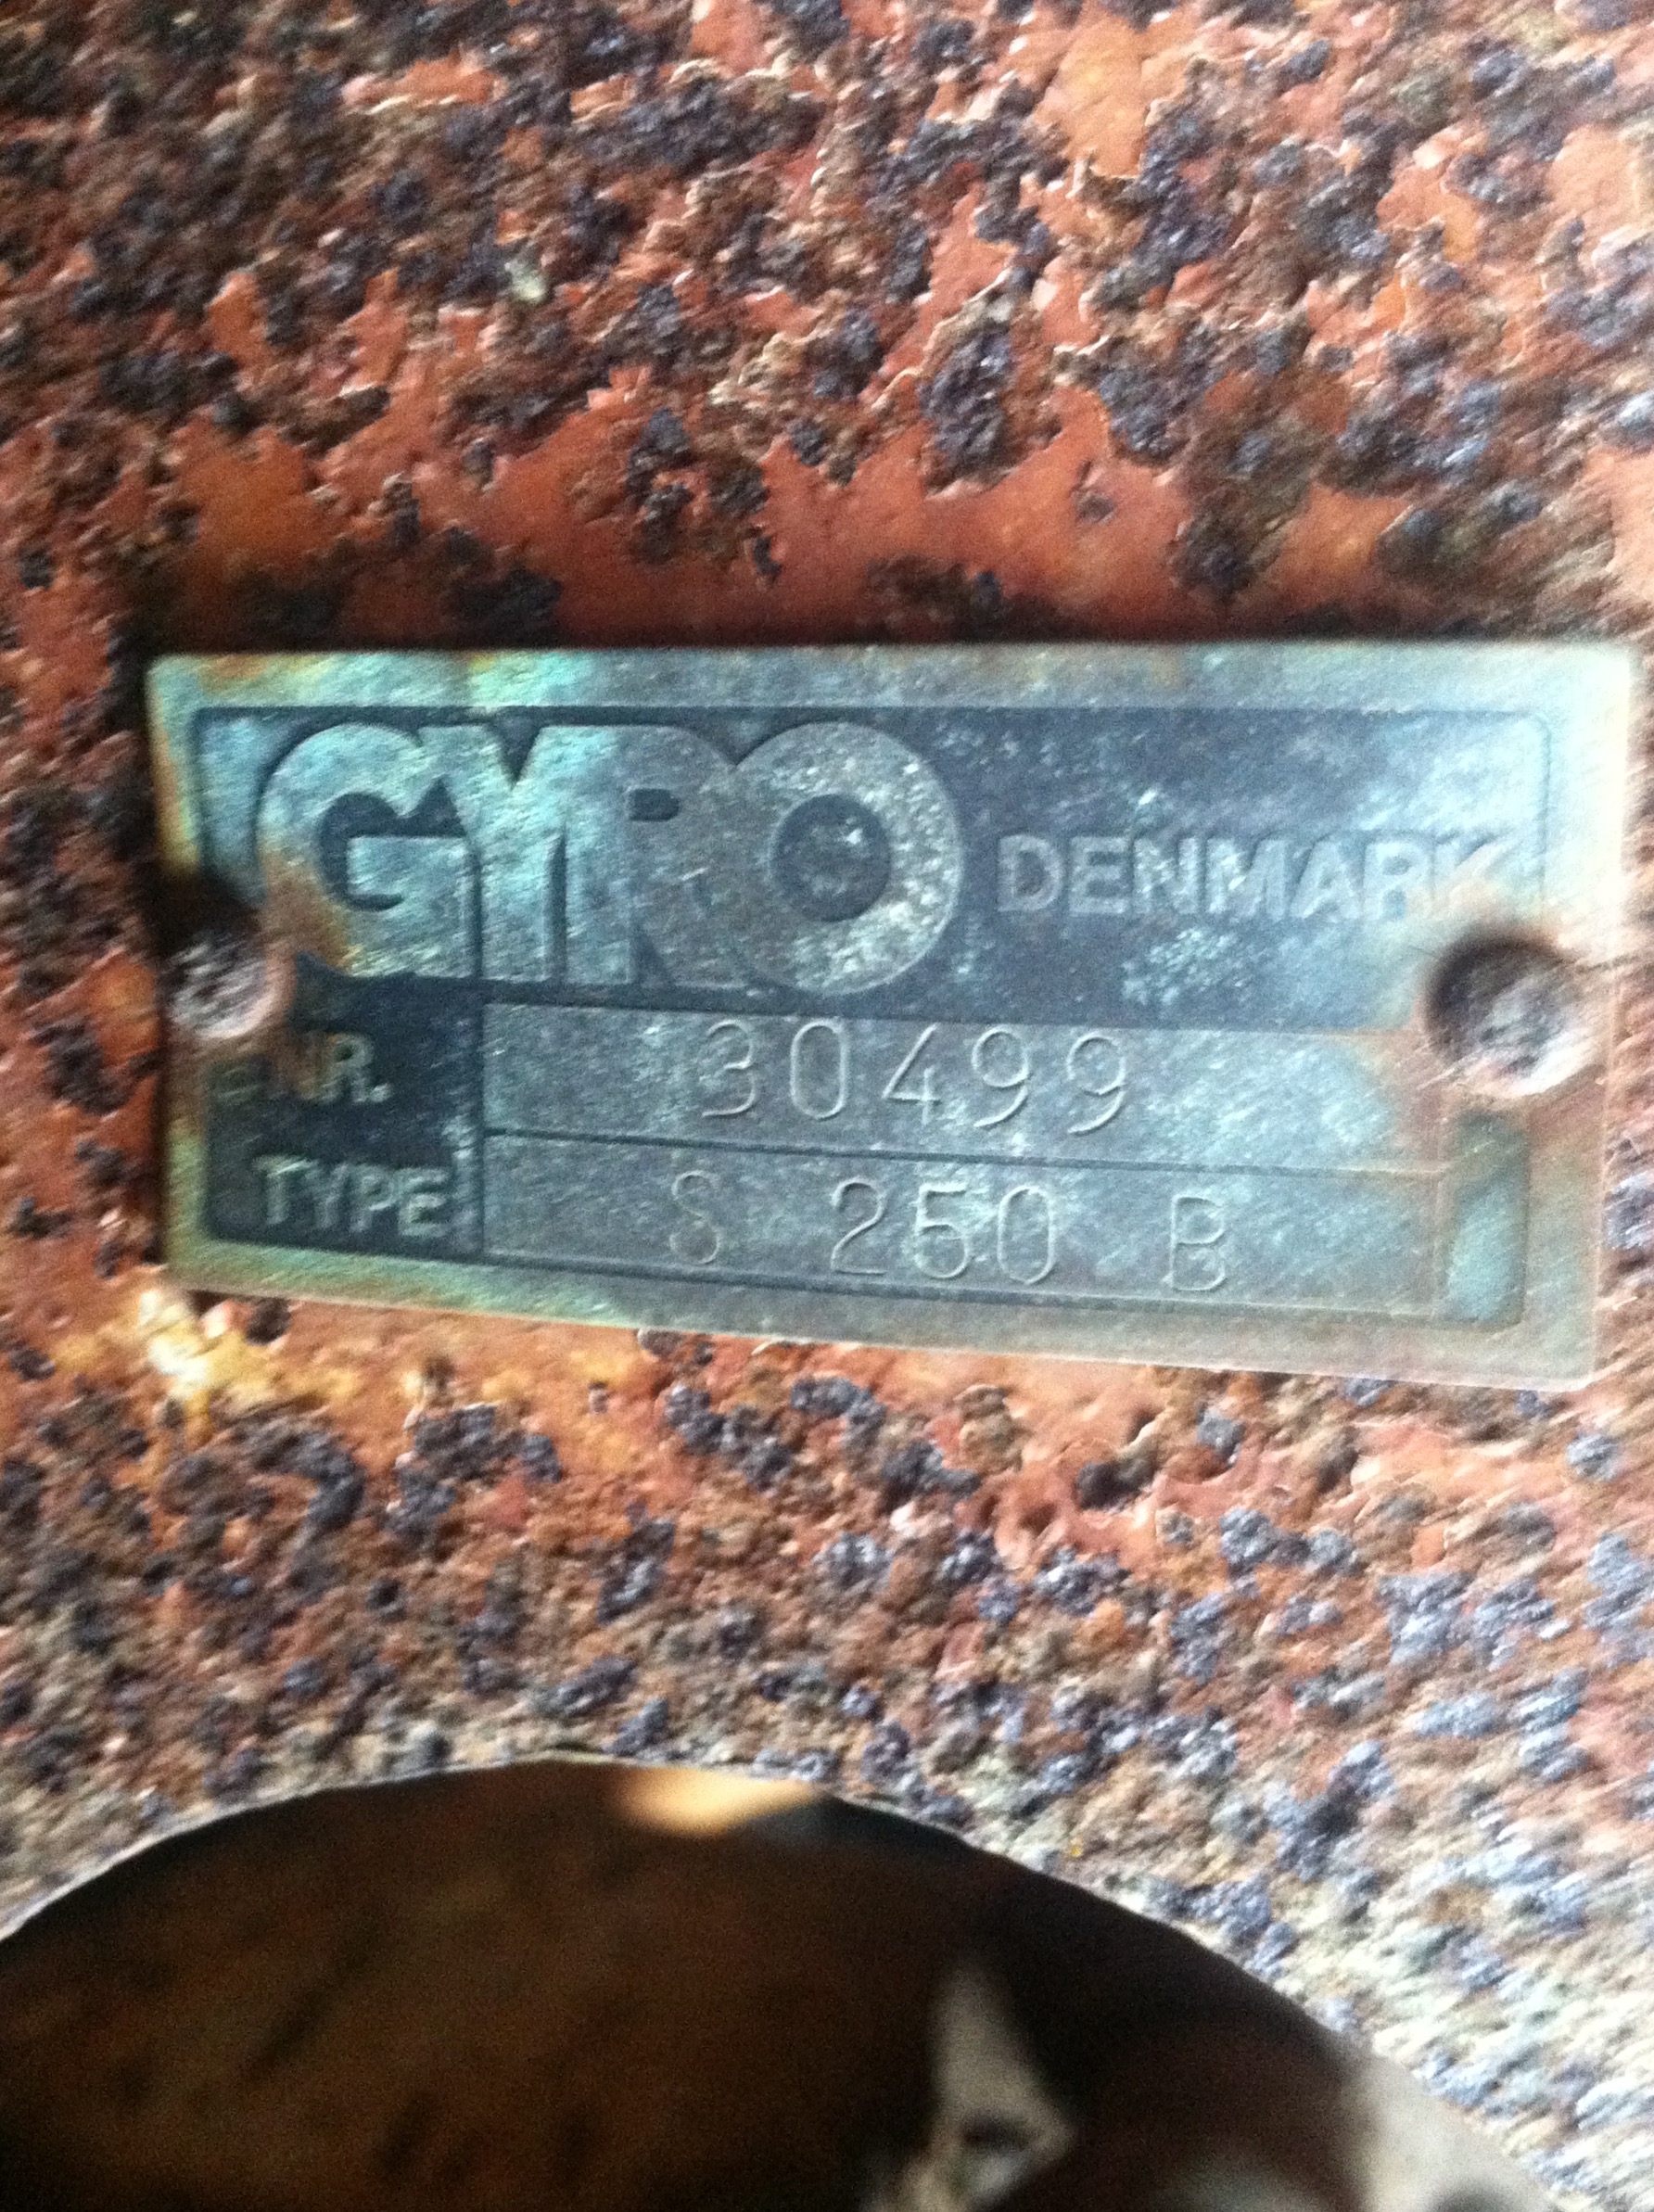 GYRO DENMARK
NR. 30499
TYPE S 250 B